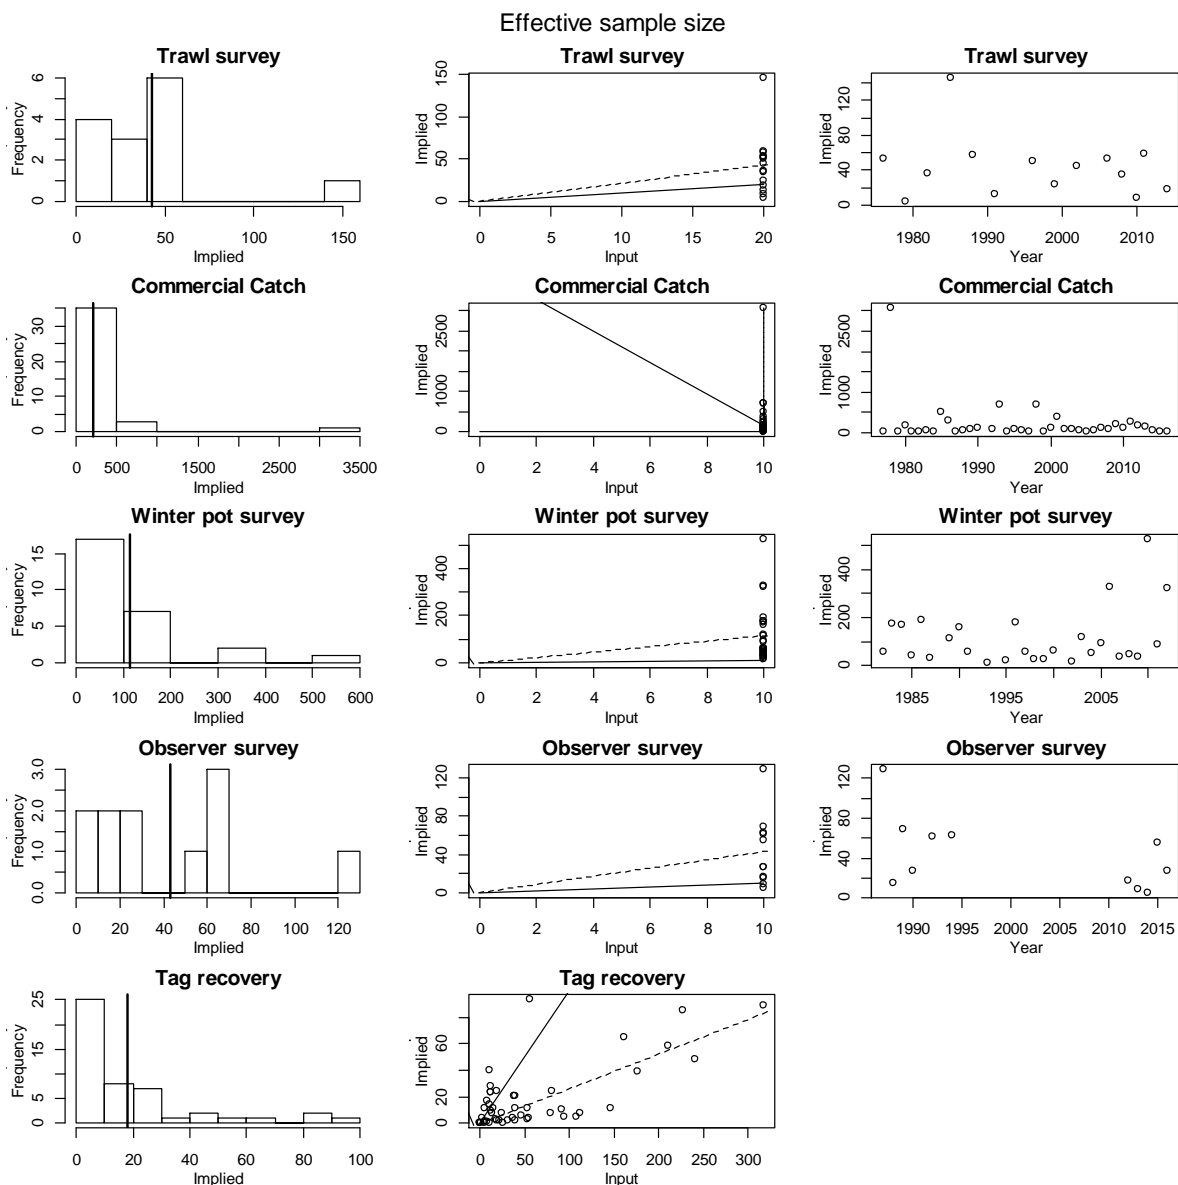 Effective sample size
Trawl survey
Frequency
0 2 4 6
0 50 100 150
Implied
Trawl survey
Implied
0 50 100 150
0 5 10 15 20
Input
Trawl survey
Implied
0 40 80 120
1980 1990 2000 2010
Year
Commercial Catch
Frequency
0 10 20 30
0 500 1500 2500 3500
Implied
Commercial Catch
Implied
0 1000 2500
0 2 4 6 8 10
Input
Commercial Catch
Implied
0 1000 2500
1980 1990 2000 2010
Year
Winter pot survey
Frequency
0 5 10 15
0 100 200 300 400 500 600
Implied
Winter pot survey
Implied
0 200 400
0 2 4 6 8 10
Input
Winter pot survey
Implied
0 200 400
1985 1995 2005
Year
Observer survey
Frequency
0.0 1.0 2.0 3.0
0 20 40 60 80 100 120
Implied
Observer survey
Implied
0 40 80 120
0 2 4 6 8 10
Input
Observer survey
Implied
0 40 80 120
1990 1995 2000 2005 2010 2015
Year
Tag recovery
Frequency
0 5 15 25
0 20 40 60 80 100
Implied
Tag recovery
Implied
0 20 60
0 50 100 150 200 250 300
Input